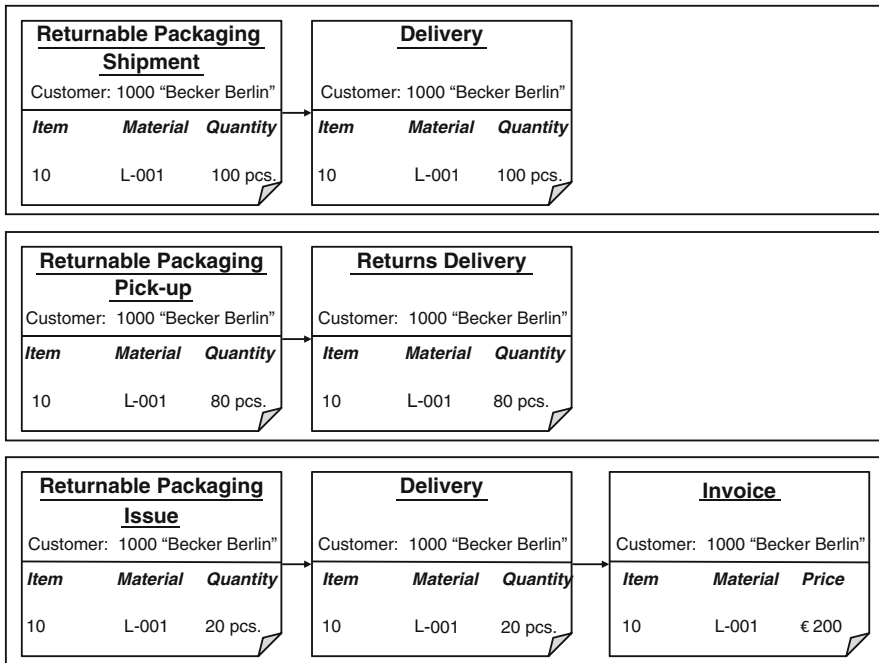 Returnable Packaging
Shipment
Customer: 1000 “Becker Berlin”
Item Material Quantity
10 L-001 100 pcs.
Delivery
Customer: 1000 “Becker Berlin”
Item Material Quantity
10 L-001 100 pcs.
Returnable Packaging
Pick-up
Customer: 1000 “Becker Berlin”
Item Material Quantity
10 L-001 80 pcs.
Returns Delivery
Customer: 1000 “Becker Berlin”
Item Material Quantity
10 L-001 80 pcs.
Returnable Packaging
Issue
Customer: 1000 “Becker Berlin”
Item Material Quantity
10 L-001 20 pcs.
Delivery
Customer: 1000 “Becker Berlin”
Item Material Quantity
10 L-001 20 pcs.
Invoice
Customer: 1000 “Becker Berlin”
Item Material Price
10 L-001 € 200